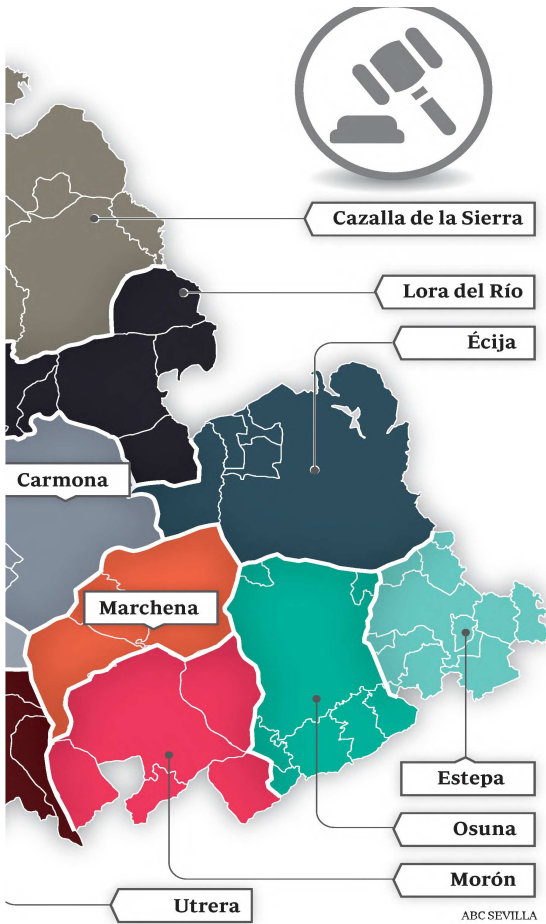 Cazalla de la Sierra
Lora del Río
Écija
Carmona
Marchena
Estepa
Osuna
Morón
Utrera
ABC SEVILLA